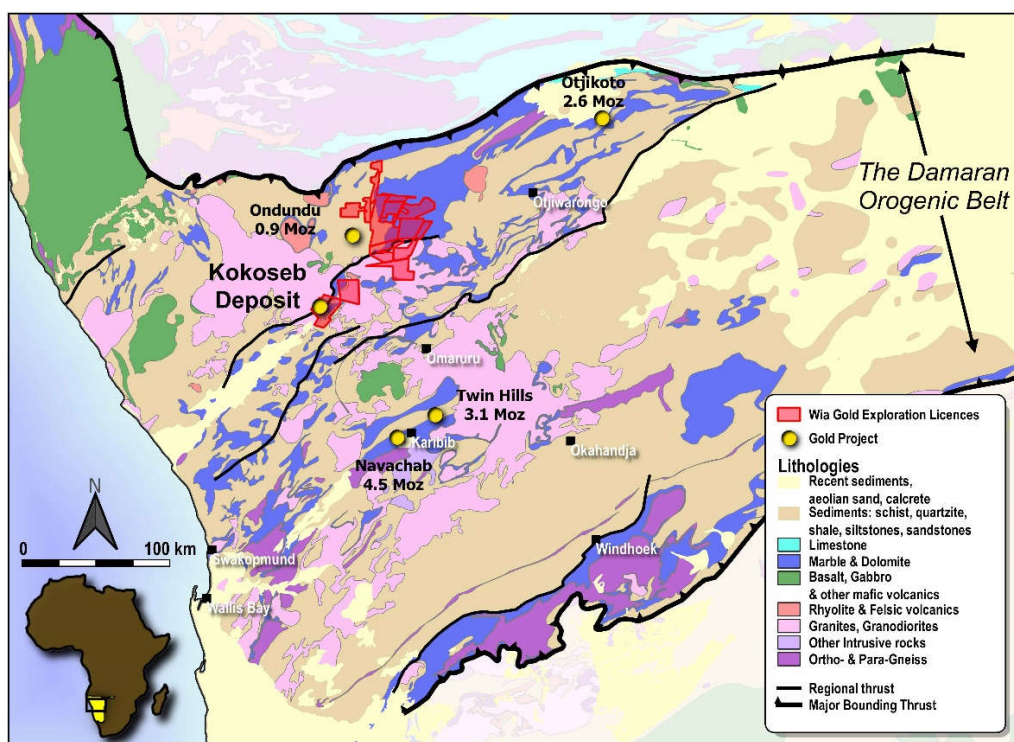 Otjikoto
2.6 Moz
The Damaran
Orogenic Belt
Otjiwarongo
Ondundu
0.9 Moz
Kokoseb
Deposit
Omaruru
Twin Hills
3.1 Moz
Karibib
Okahandja
Navachab
4.5 Moz
N
0 100 km
Swakopmund
Windhoek
Wallis Bay
Wia Gold Exploration Licences
Gold Project
Lithologies
Recent sediments,
aeolian sand, calcrete
Sediments: schist, quartzite,
shale, siltstones, sandstones
Limestone
Marble & Dolomite
Basalt, Gabbro
& other mafic volcanics
Rhyolite & Felsic volcanics
Granites, Granodiorites
Other Intrusive rocks
Ortho- & Para-Gneiss
Regional thrust
Major Bounding Thrust